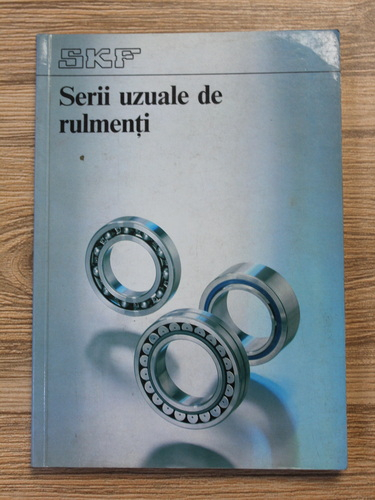 SKF
Serii uzuale de
rulmenți